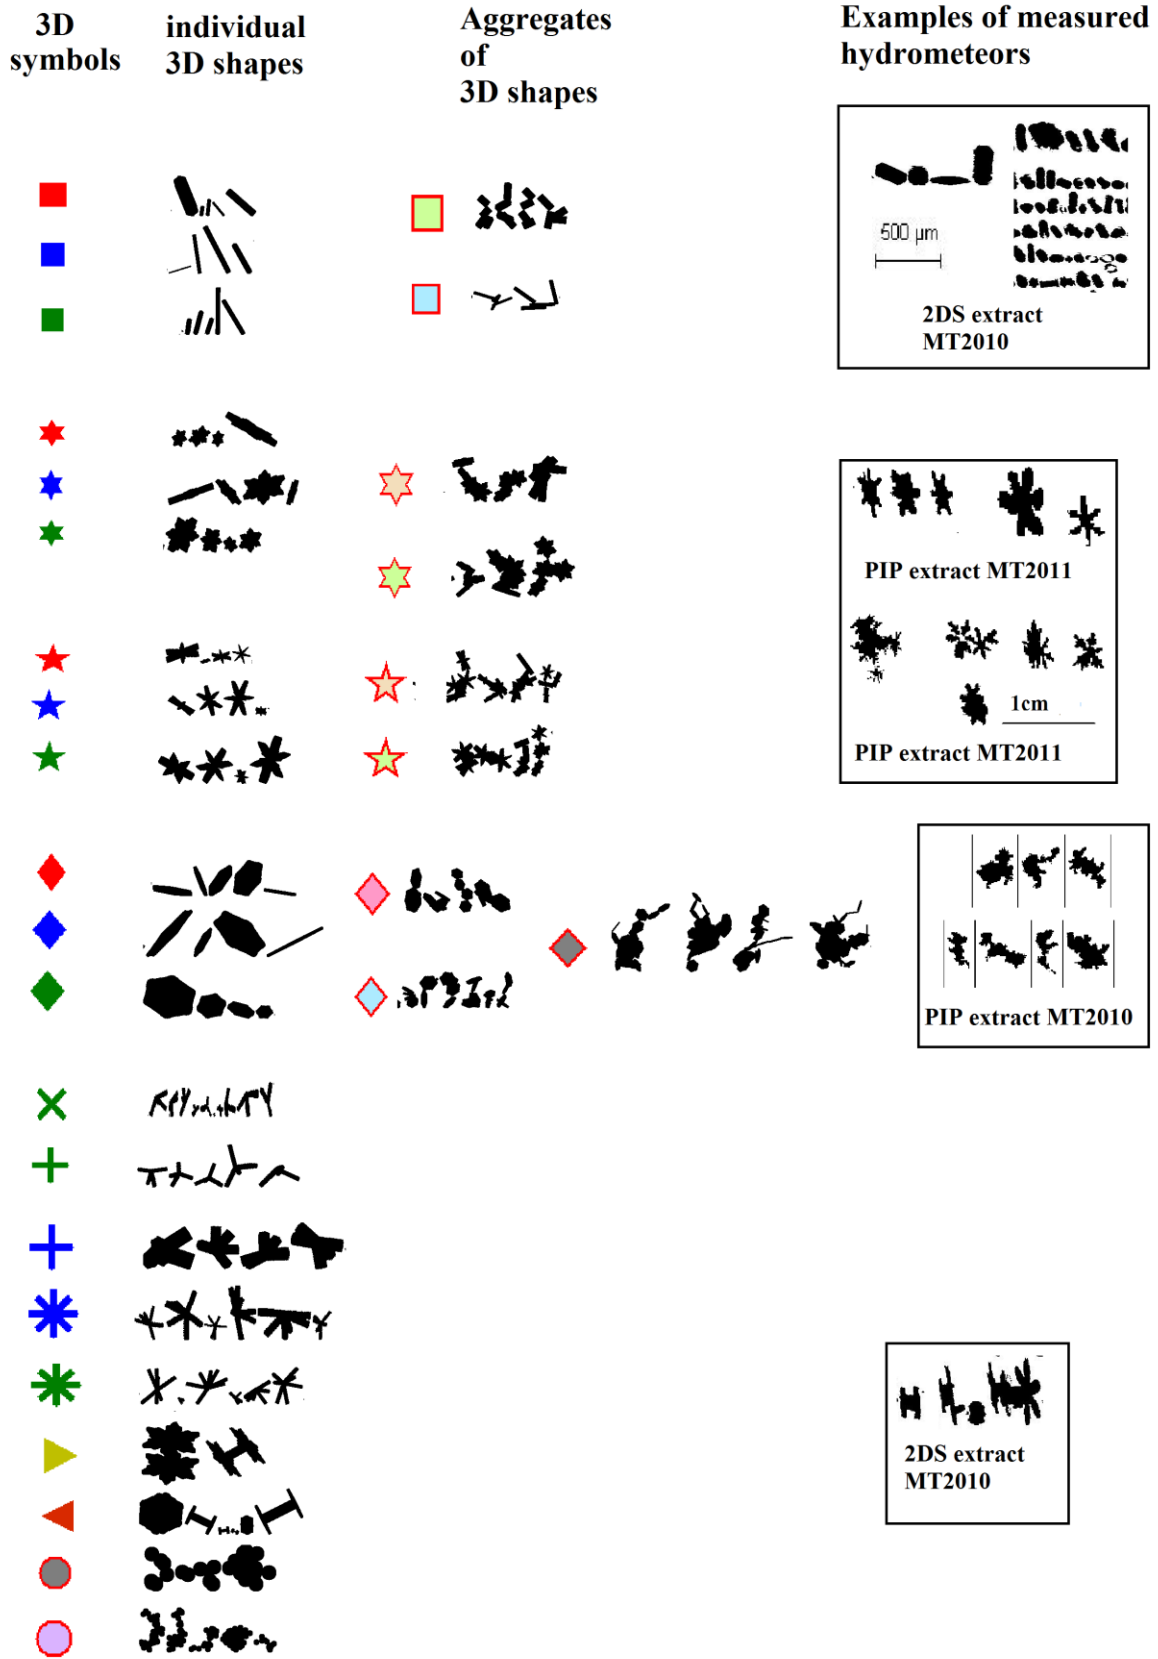 3D
symbols
individual
3D shapes
Aggregates
of
3D shapes
Examples of measured
hydrometeors
500 µm
2DS extract
MT2010
PIP extract MT2011
1cm
PIP extract MT2011
PIP extract MT2010
2DS extract
MT2010